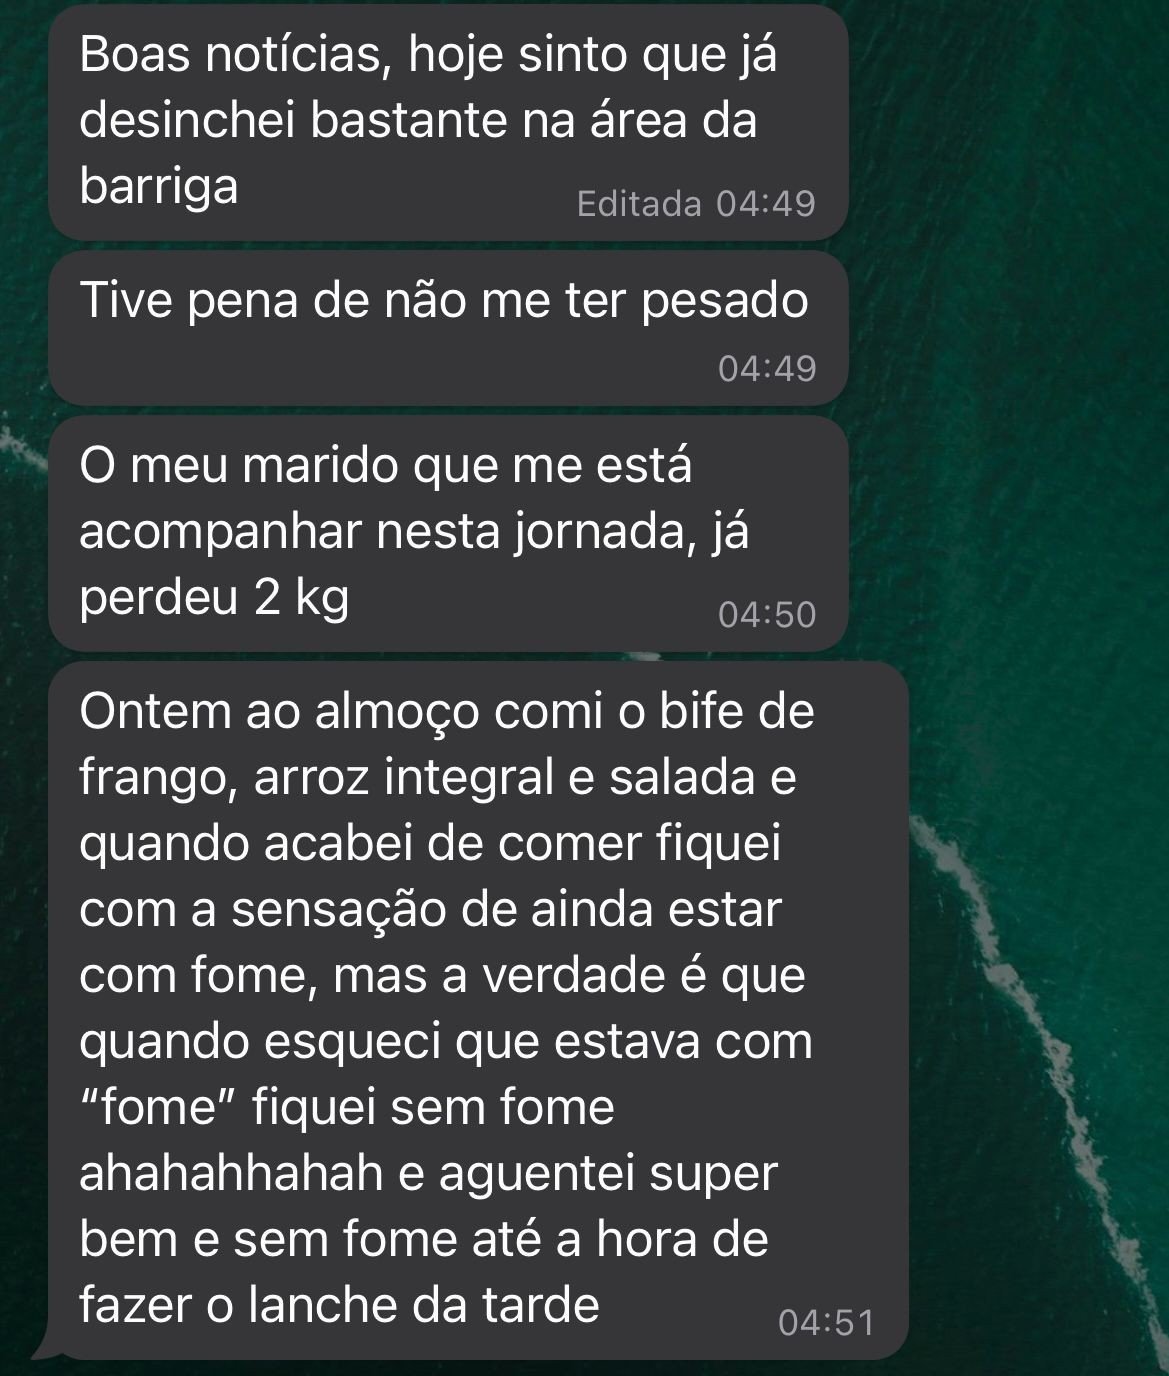 Boas notícias, hoje sinto que já
desinchei bastante na área da
barriga
Editada 04:49
Tive pena de não me ter pesado
04:49
O meu marido que me está
acompanhar nesta jornada, já
perdeu 2 kg
04:50
Ontem ao almoço comi o bife de
frango, arroz integral e salada e
quando acabei de comer fiquei
com a sensação de ainda estar
com fome, mas a verdade é que
quando esqueci que estava com
“fome” fiquei sem fome
ahahahhahah e aguentei super
bem e sem fome até a hora de
fazer o lanche da tarde
04:51